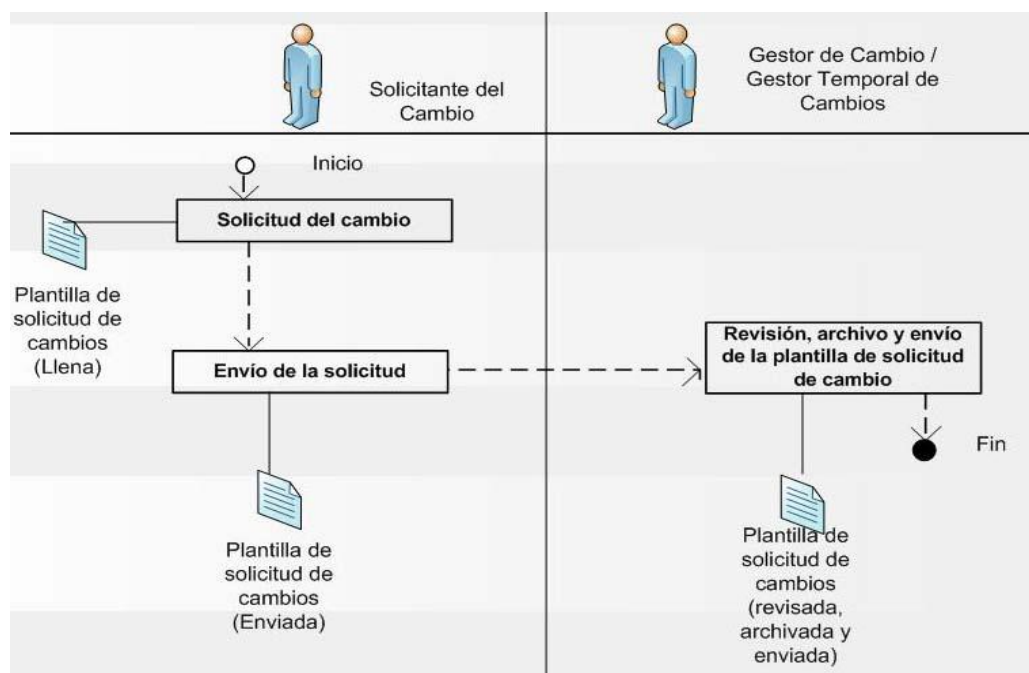 Solicitante del
Cambio
Gestor de Cambio /
Gestor Temporal de
Cambios
Inicio
Solicitud del cambio
Plantilla de
solicitud de
cambios
(Llena)
Envío de la solicitud
Revisión, archivo y envío
de la plantilla de solicitud
de cambio
Fin
Plantilla de
solicitud de
cambios
(Enviada)
Plantilla de
solicitud de
cambios
(revisada,
archivada y
enviada)